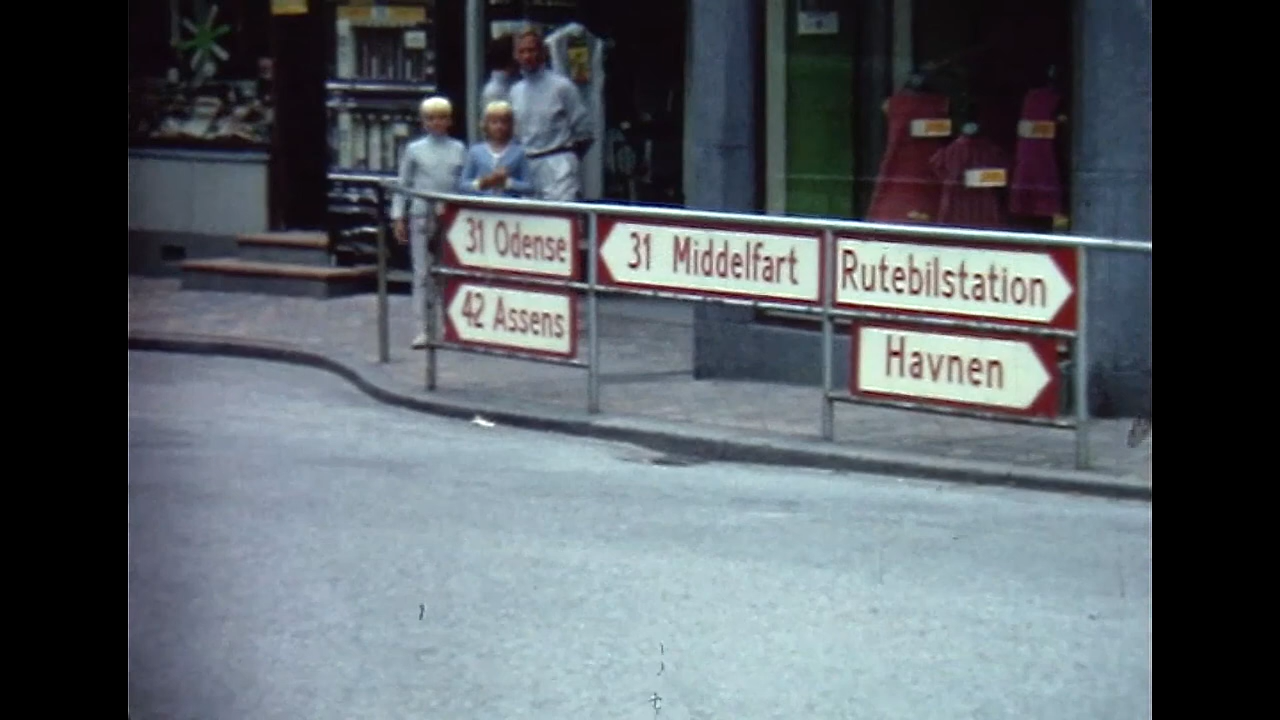 31 Odense
31 Middelfart
Rutebilstation
42 Assens
Havnen